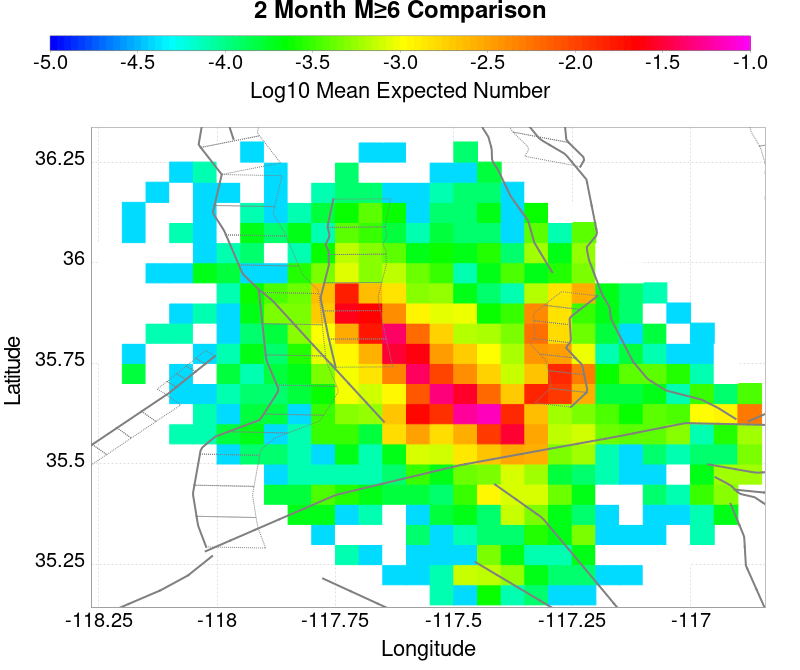 2 Month M≥6 Comparison
-5.0 -4.5 -4.0 -3.5 -3.0 -2.5 -2.0 -1.5 -1.0
Log10 Mean Expected Number
36.25
36
35.75
35.5
35.25
Latitude
-118.25 -118 -117.75 -117.5 -117.25 -117
Longitude